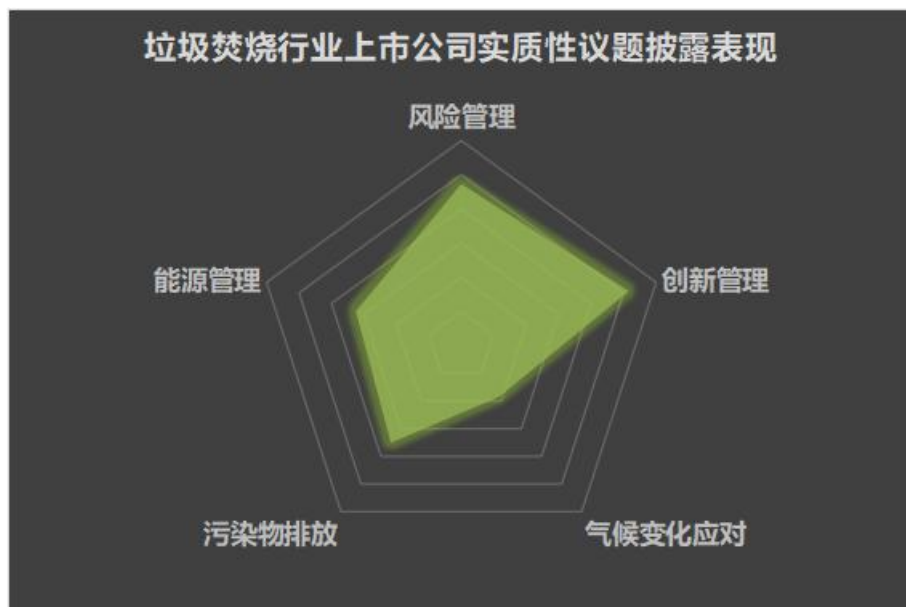 垃圾焚烧行业上市公司实质性议题披露表现
风险管理
能源管理
创新管理
污染物排放
气候变化应对